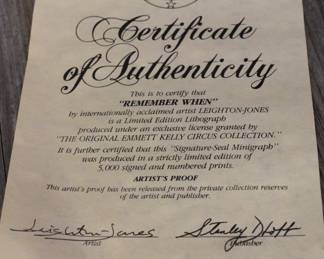 Certificate
of Authenticity
This is to certify that
"REMEMBER WHEN"
by internationally acclaimed artist LEIGHTON-JONES
is a Limited Edition Lithograph
produced under an exclusive license granted by
"THE ORIGINAL EMMETT KELLY CIRCUS COLLECTION."
It is further certified that this "Signature-Seal Minigraph"
was produced in a strictly limited edition of
5,000 signed and numbered prints.
ARTIST'S PROOF
This artist's proof has been released from the private collection reserves
of the artist and publisher.
Leighton-Jones
Artist
Publisher